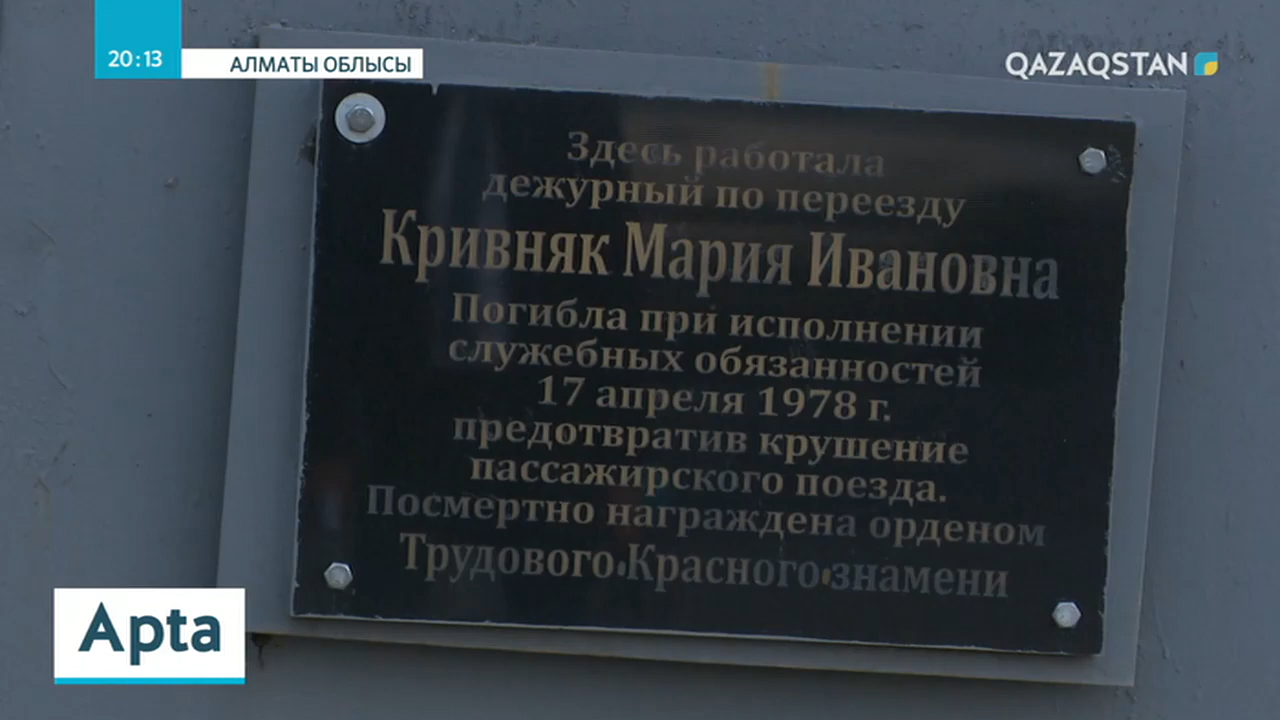 20:13
АЛМАТЫ ОБЛЫСЫ
QAZAQSTAN
Здесь работала
дежурный по переезду
Кривняк Мария Ивановна
Погибла при исполнении
служебных обязанностей
17 апреля 1978 г.
предотвратив крушение
пассажирского поезда.
Посмертно награждена орденом
Трудового Красного знамени
Apta